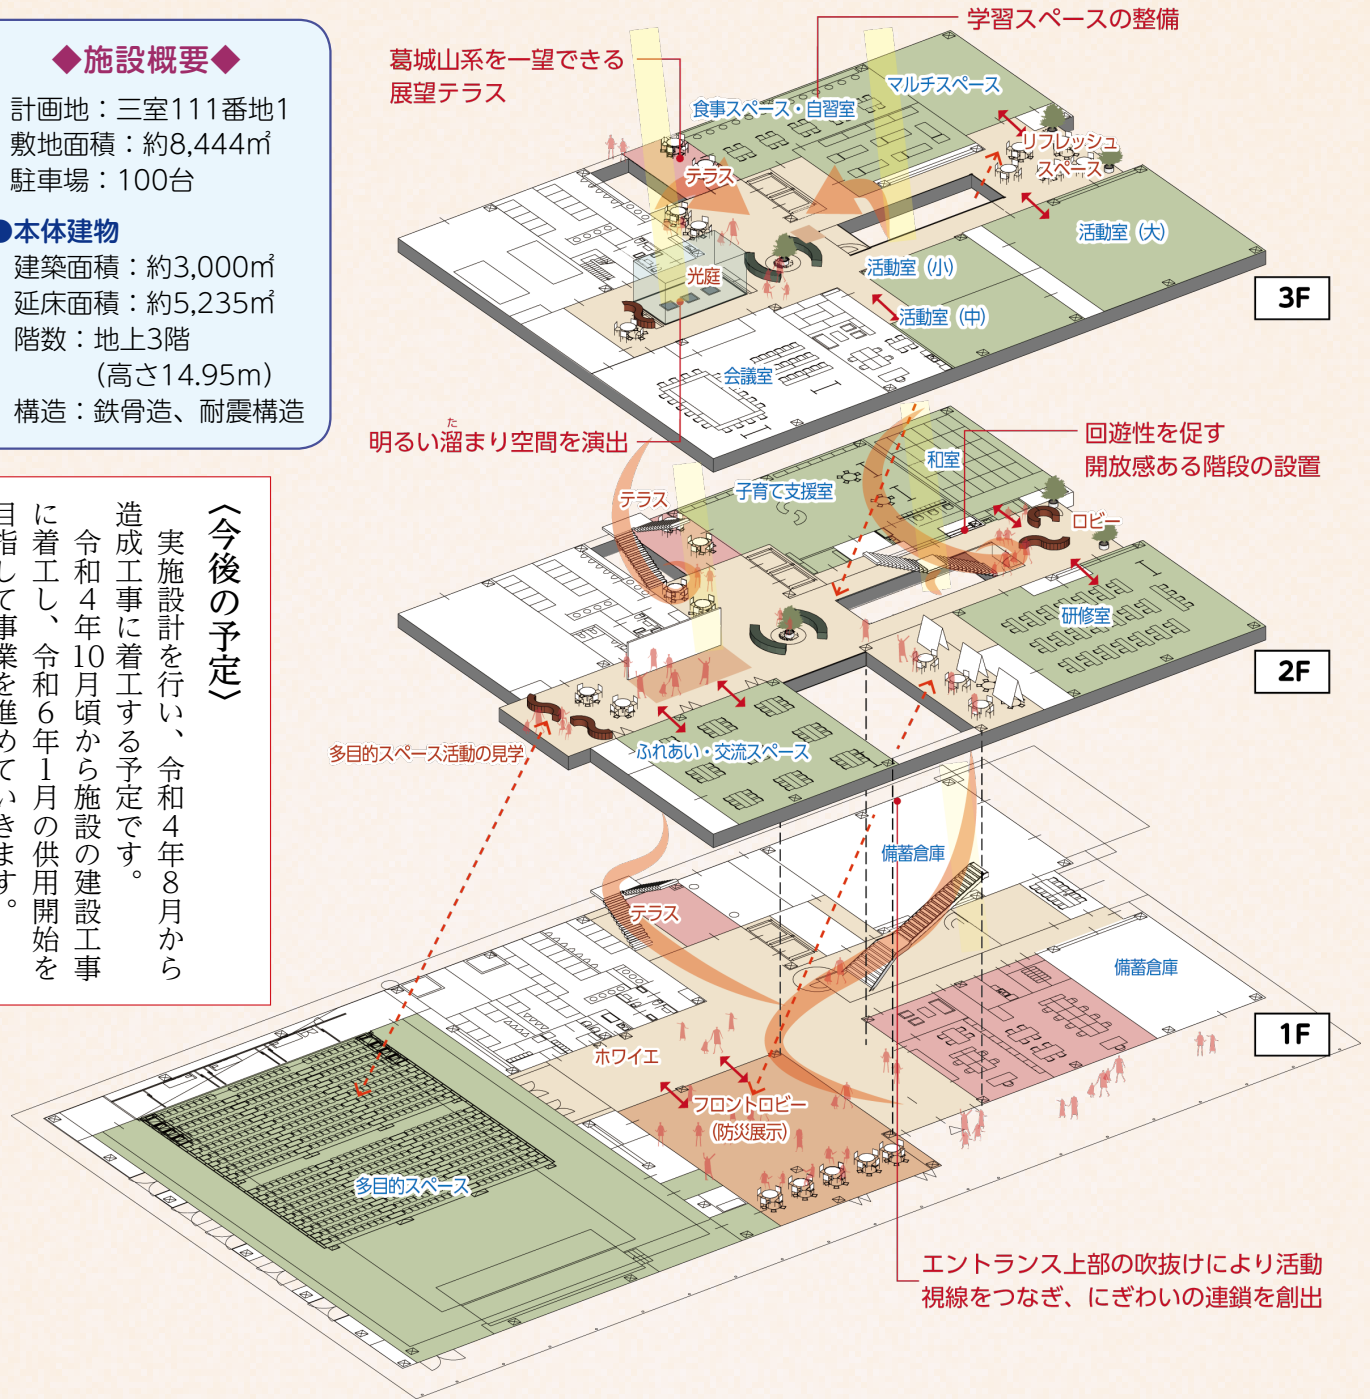 ◆施設概要◆
計画地：三室111番地1
敷地面積：約8,444㎡
駐車場：100台
●本体建物
建築面積：約3,000㎡
延床面積：約5,235㎡
階数：地上3階
（高さ14.95m）
構造：鉄骨造、耐震構造
〈今後の予定〉
実施設計を行い、令和４年８月から
造成工事に着工する予定です。
令和４年10月頃から施設の建設工事
に着工し、令和６年１月の供用開始を
目指して事業を進めていきます。
学習スペースの整備
葛城山系を一望できる
展望テラス
マルチスペース
食事スペース・自習室
リフレッシュ
スペース
テラス
活動室（大）
光庭
活動室（小）
活動室（中）
会議室
3F
た
明るい溜まり空間を演出
回遊性を促す
開放感ある階段の設置
和室
子育て支援室
テラス
ロビー
研修室
2F
多目的スペース活動の見学
ふれあい・交流スペース
備蓄倉庫
テラス
備蓄倉庫
1F
ホワイエ
フロントロビー
（防災展示）
多目的スペース
エントランス上部の吹抜けにより活動
視線をつなぎ、にぎわいの連鎖を創出